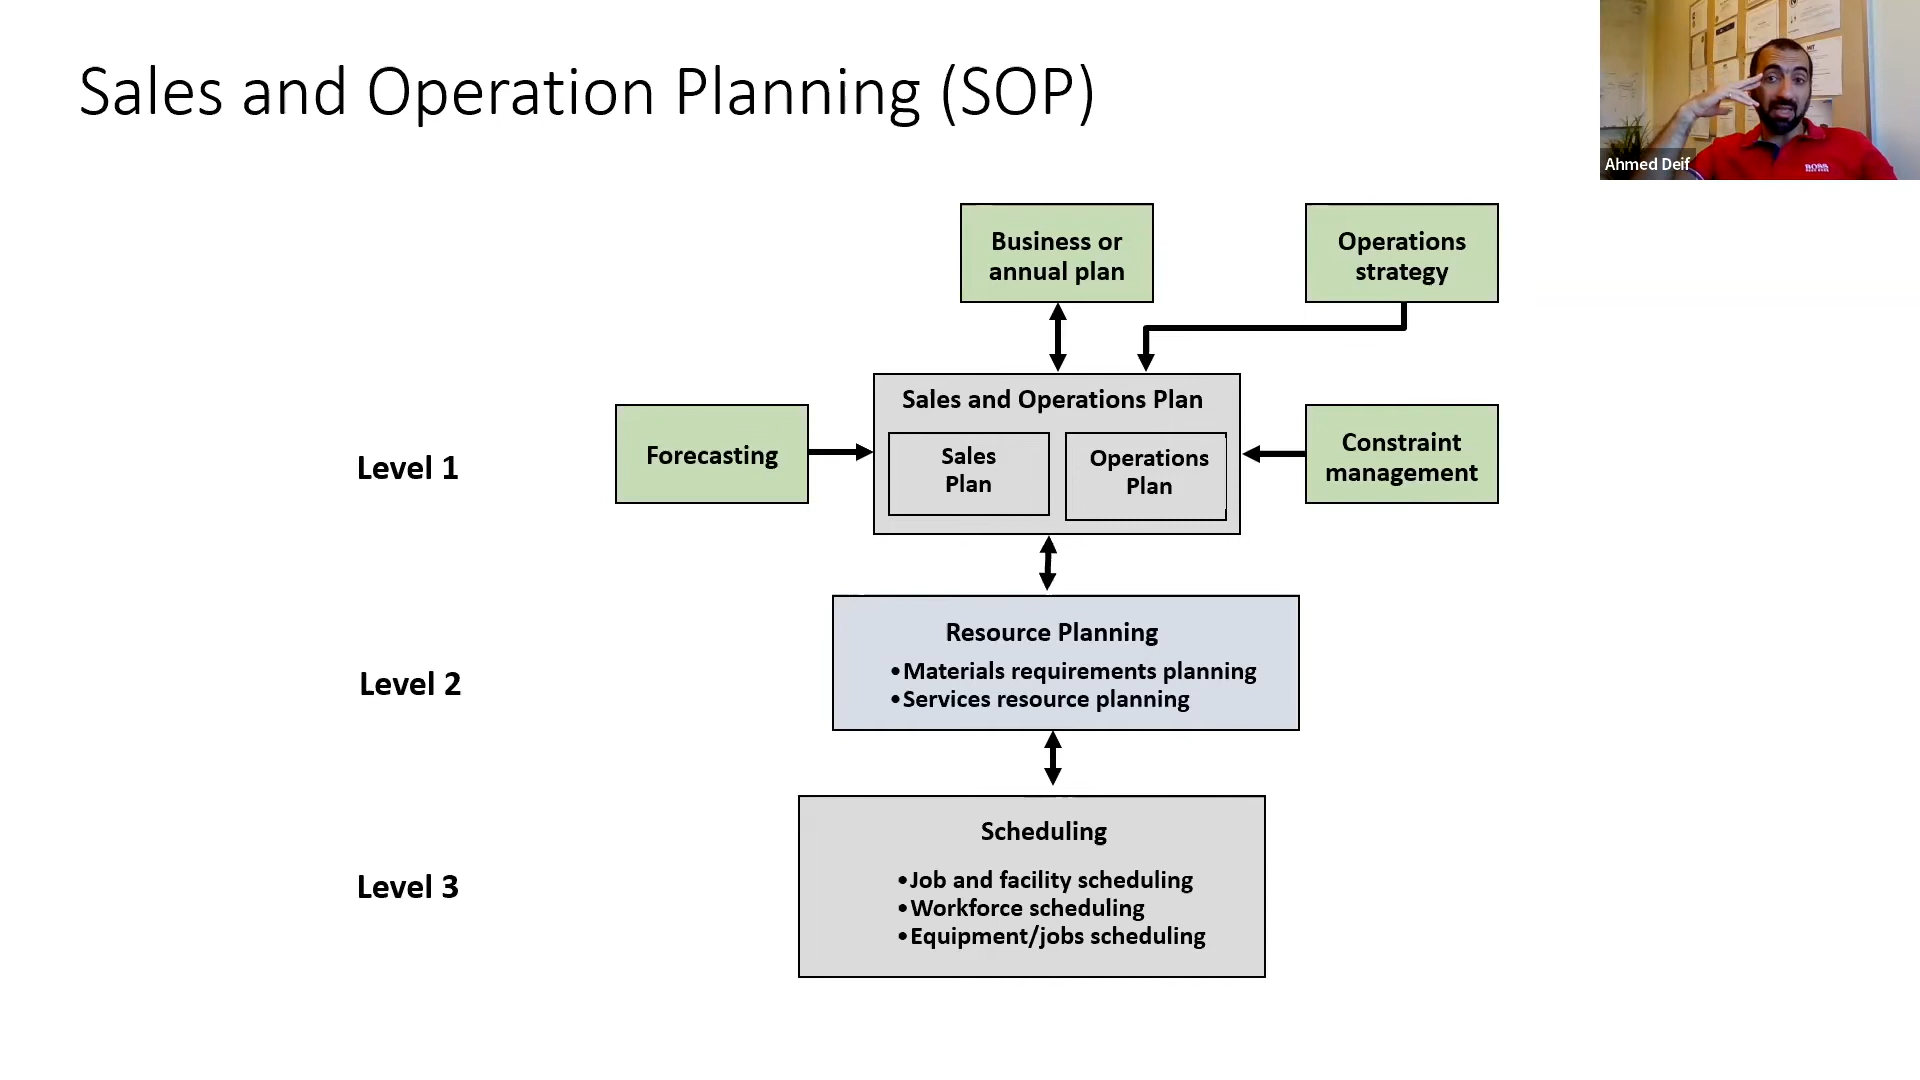 Sales and Operation Planning (SOP)
Ahmed Deif
BOSS
Business or
annual plan
Operations
strategy
Sales and Operations Plan
Forecasting
Sales
Plan
Operations
Plan
Constraint
management
Level 1
Resource Planning
•Materials requirements planning
•Services resource planning
Level 2
Scheduling
•Job and facility scheduling
•Workforce scheduling
•Equipment/jobs scheduling
Level 3